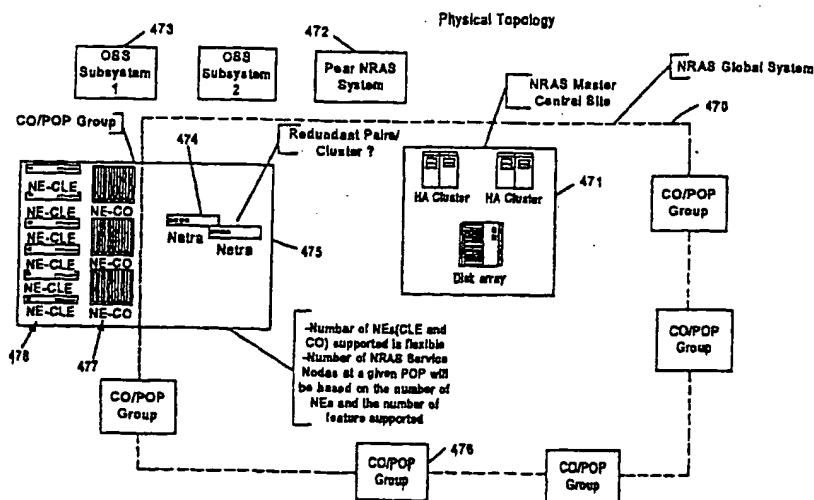 Physical Topology
473
OSS
Subsystem
1
OSS
Subsystem
2
472
Peer NRAS
System
NRAS Master
Central Site
NRAS Global System
470
CO/POP Group
474
Redundant Pairs/
Cluster ?
NE-CLE
NE-CLE
NE-CLE
NE-CLE
NE-CLE
NE-CO
NE-CO
NE-CO
Netra
Netra
475
HA Cluster
HA Cluster
Disk array
471
CO/POP
Group
478
477
-Number of NEs(CLE and
CO) supported is flexible
-Number of NRAS Service
Nodes at a given POP will
be based on the number of
NEs and the number of
feature supported
CO/POP
Group
CO/POP
Group
CO/POP
Group
476
CO/POP
Group